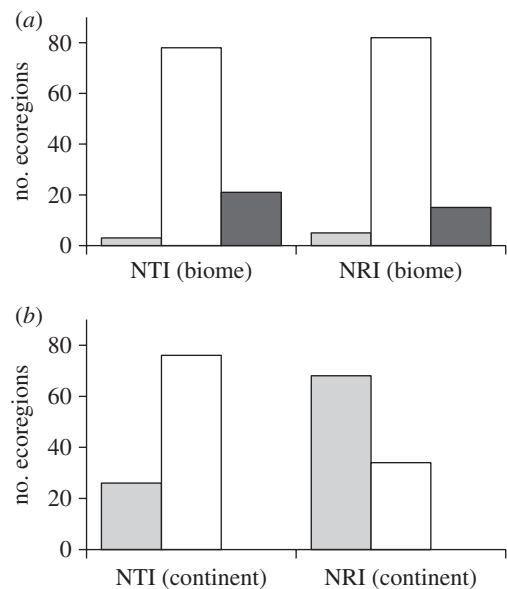 (a)
no. ecoregions
80
60
40
20
0
NTI (biome) NRI (biome)
(b)
no. ecoregions
80
60
40
20
0
NTI (continent) NRI (continent)